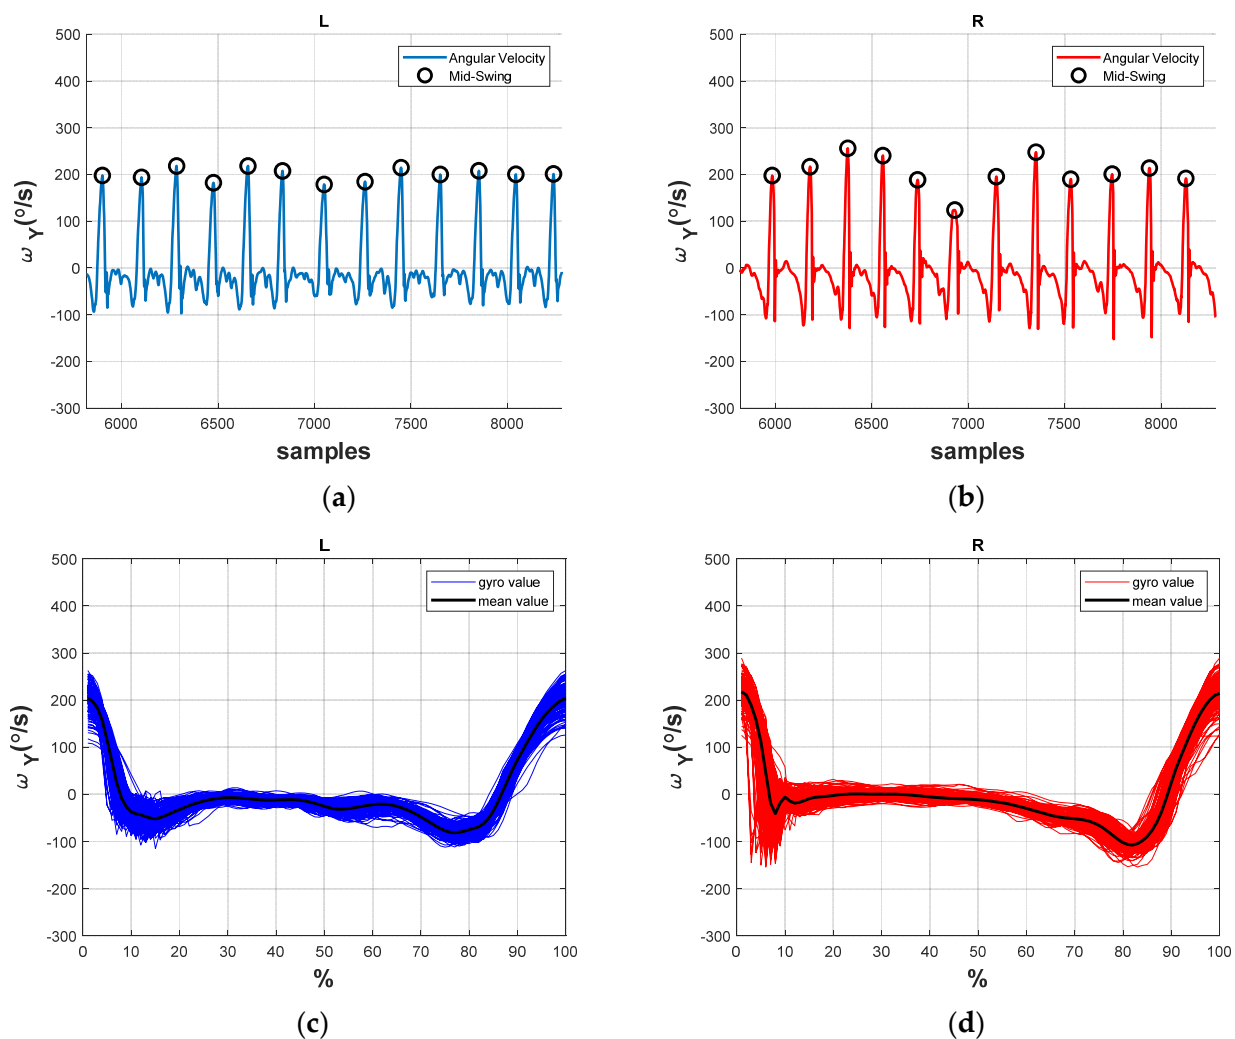 L
500
400
300
200
100
0
-100
-200
-300
ω Y(°/s)
Angular Velocity
Mid-Swing
6000 6500 7000 7500 8000
samples
(a)
R
500
400
300
200
100
0
-100
-200
-300
ω Y(°/s)
Angular Velocity
Mid-Swing
6000 6500 7000 7500 8000
samples
(b)
L
500
400
300
200
100
0
-100
-200
-300
ω Y(°/s)
gyro value
mean value
0 10 20 30 40 50 60 70 80 90 100
%
(c)
R
500
400
300
200
100
0
-100
-200
-300
ω Y(°/s)
gyro value
mean value
0 10 20 30 40 50 60 70 80 90 100
%
(d)